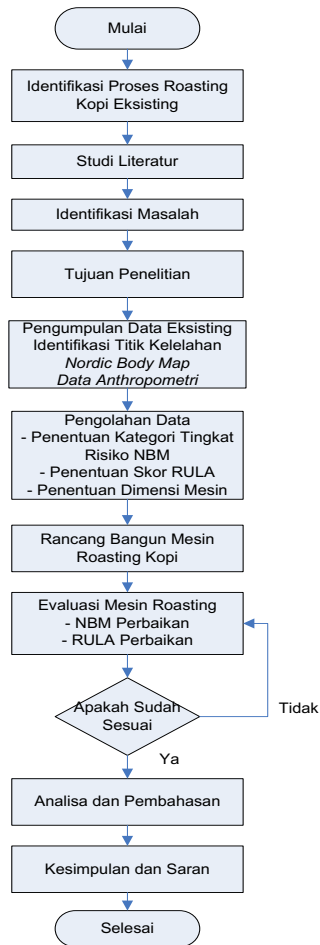 Mulai
Identifikasi Proses Roasting
Kopi Eksisting
Studi Literatur
Identifikasi Masalah
Tujuan Penelitian
Pengumpulan Data Eksisting
Identifikasi Titik Kelelahan
Nordic Body Map
Data Anthropometri
Pengolahan Data
- Penentuan Kategori Tingkat
Risiko NBM
- Penentuan Skor RULA
- Penentuan Dimensi Mesin
Rancang Bangun Mesin
Roasting Kopi
Evaluasi Mesin Roasting
- NBM Perbaikan
- RULA Perbaikan
Apakah Sudah
Sesuai
Tidak
Ya
Analisa dan Pembahasan
Kesimpulan dan Saran
Selesai